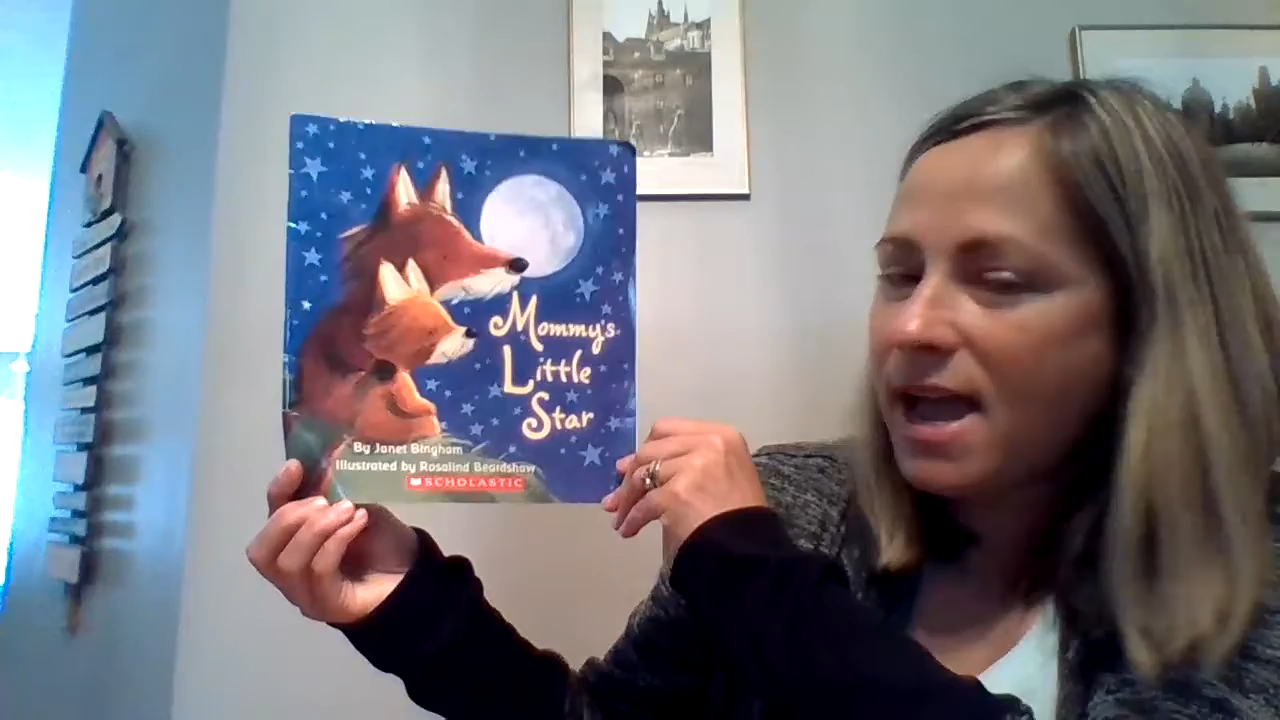 Mommy's
Little
Star
By Janet Bingham
Illustrated by Rosalind Beardshaw
SCHOLASTIC